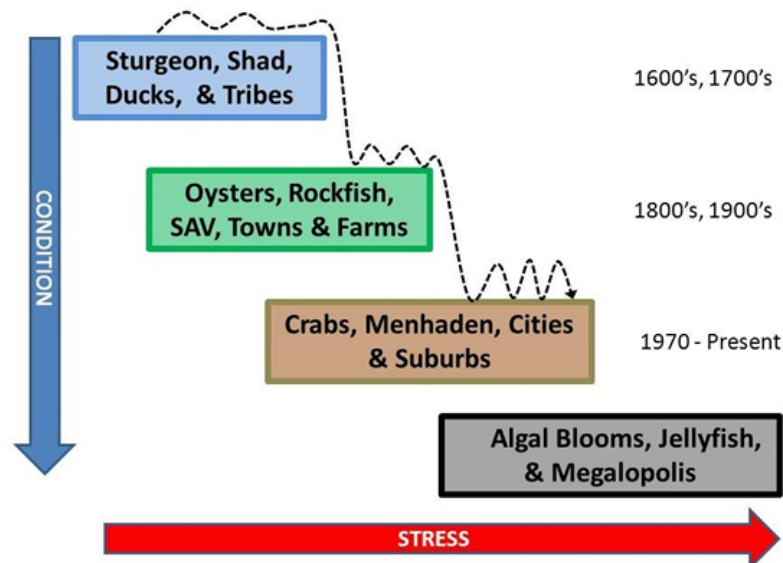 Sturgeon, Shad,
Ducks, & Tribes
1600's, 1700's
CONDITION
Oysters, Rockfish,
SAV, Towns & Farms
1800's, 1900's
Crabs, Menhaden, Cities
& Suburbs
1970 - Present
Algal Blooms, Jellyfish,
& Megalopolis
STRESS